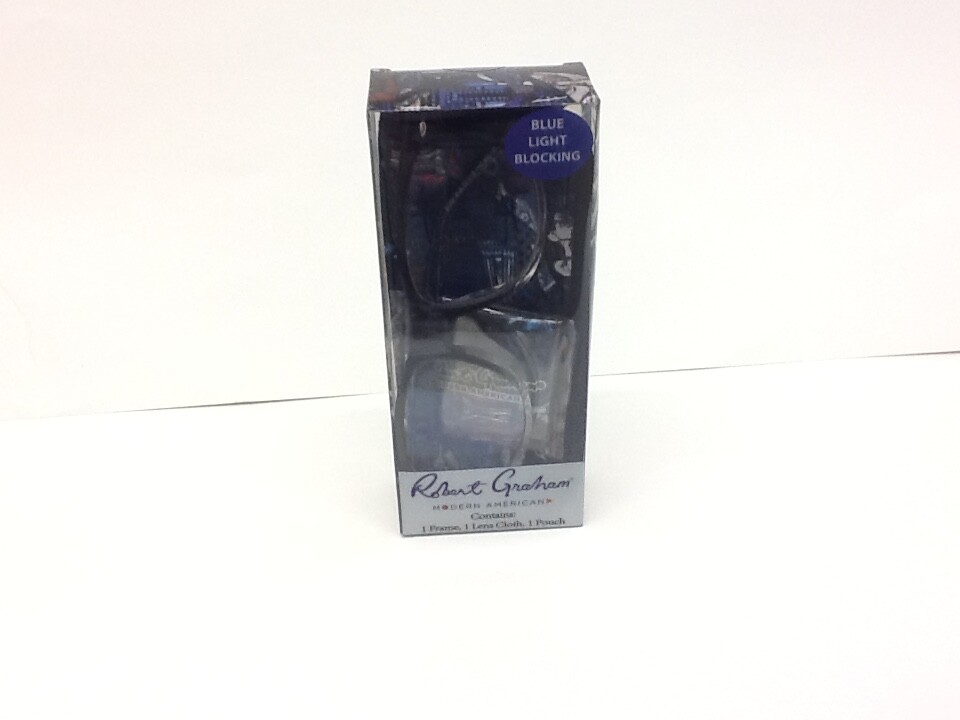 BLUE
LIGHT
BLOCKING
Robert Graham
MODERN AMERICAN
Contains:
1 Frame, 1 Lens Cloth, 1 Pouch